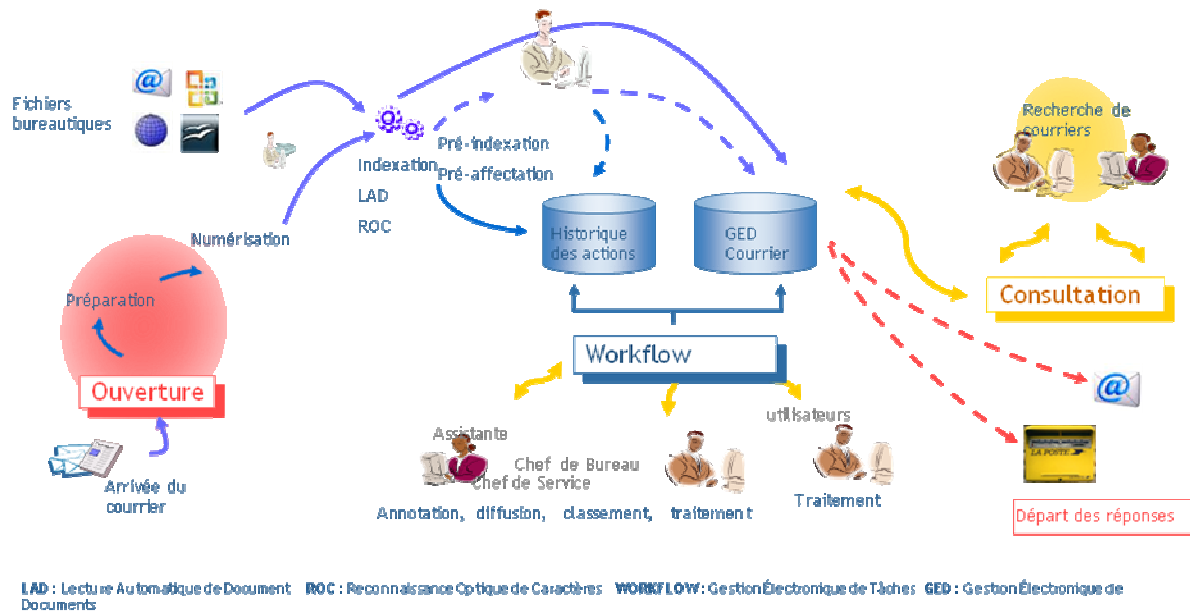 Fichiers
bureautiques
Recherche de
courriers
Pré-indexation
Indexation
Pré-affectation
LAD
ROC
Numérisation
Historique
des actions
GED
Courrier
Préparation
Consultation
Workflow
Ouverture
utilisateurs
Assistante
Chef de Bureau
Chef de Service
LA POSTE
Arrivée du
courrier
Traitement
Annotation, diffusion, classement, traitement
Départ des réponses
LAD : Lecture Automatique de Document ROC : Reconnaissance Optique de Caractères WORKFLOW : Gestion Électronique de Tâches GED : Gestion Électronique de
Documents